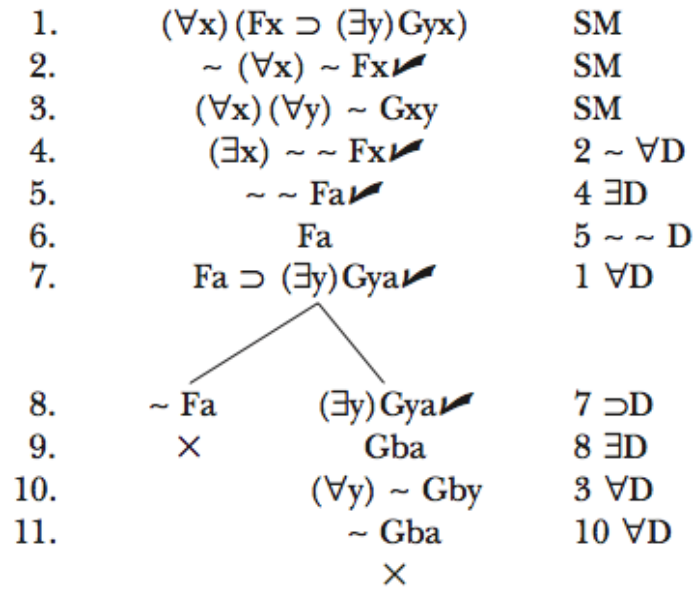 1. (∀x)(Fx ⊃ (∃y)Gyx) SM
2. ~ (∀x) ~ Fx✔ SM
3. (∀x)(∀y) ~ Gxy SM
4. (∃x) ~ ~ Fx✔ 2 ~ ∀D
5. ~ ~ Fa✔ 4 ∃D
6. Fa 5 ~ ~ D
7. Fa ⊃ (∃y)Gya✔ 1 ∀D
8. ~ Fa (∃y)Gya✔ 7 ⊃D
9. × Gba 8 ∃D
10. (∀y) ~ Gby 3 ∀D
11. ~ Gba 10 ∀D
×